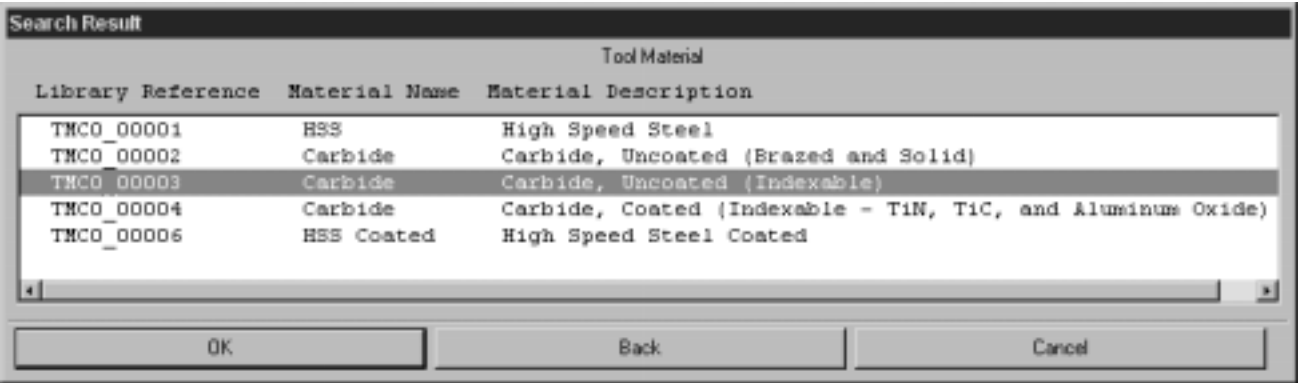 Search Result
Tool Material
Library Reference Material Name Material Description
TMC0_00001 HSS High Speed Steel
TMC0_00002 Carbide Carbide, Uncoated (Brazed and Solid)
TMC0_00003 Carbide Carbide, Uncoated (Indexable)
TMC0_00004 Carbide Carbide, Coated (Indexable - TiN, TiC, and Aluminum Oxide)
TMC0_00006 HSS Coated High Speed Steel Coated
OK Back Cancel